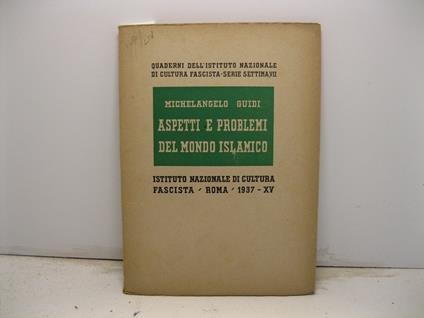 QUADERNI DELL'ISTITUTO NAZIONALE
DI CULTURA FASCISTA-SERIE SETTIMA,VII
MICHELANGELO GUIDI
ASPETTI E PROBLEMI
DEL MONDO ISLAMICO
ISTITUTO NAZIONALE DI CULTURA
FASCISTA - ROMA - 1937 - XV